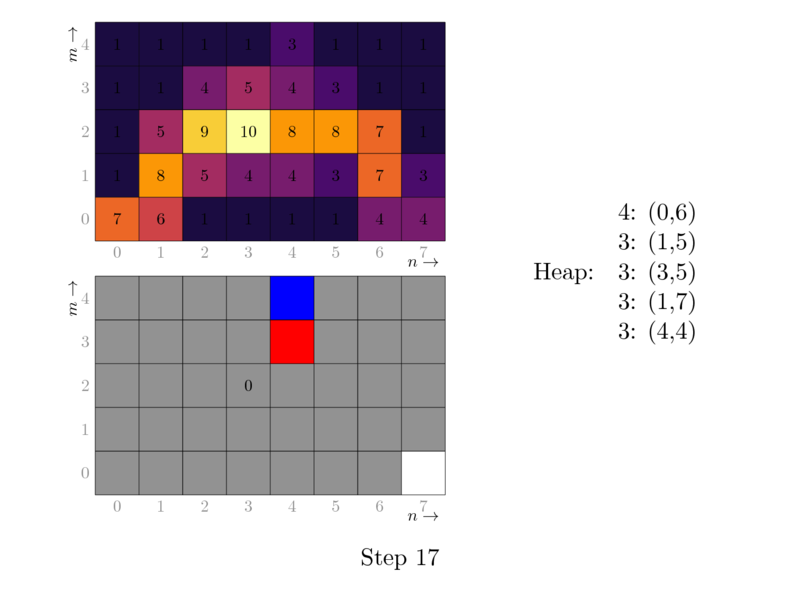 m →
4 1 1 1 1 3 1 1 1
3 1 1 4 5 4 3 1 1
2 1 5 9 10 8 8 7 1
1 1 8 5 4 4 3 7 3
0 7 6 1 1 1 1 4 4
0 1 2 3 4 5 6 7
n →
m →
4
3
2 0
1
0
0 1 2 3 4 5 6 7
n →
4: (0,6)
3: (1,5)
Heap: 3: (3,5)
3: (1,7)
3: (4,4)
Step 17